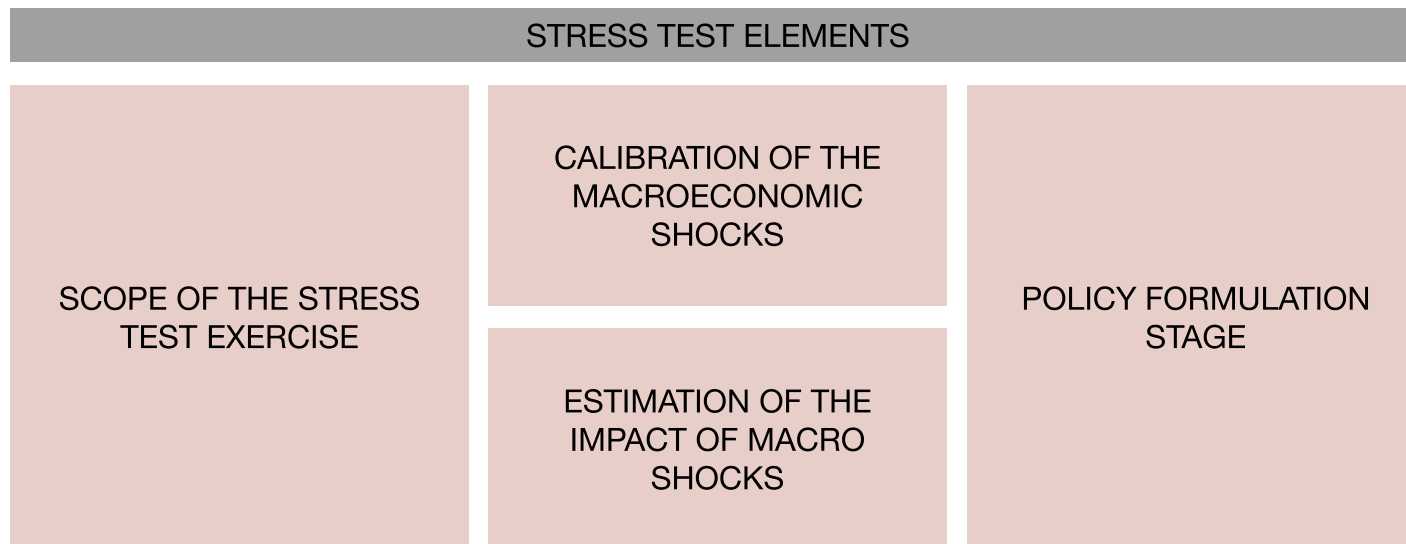 STRESS TEST ELEMENTS
SCOPE OF THE STRESS
TEST EXERCISE
CALIBRATION OF THE
MACROECONOMIC
SHOCKS
ESTIMATION OF THE
IMPACT OF MACRO
SHOCKS
POLICY FORMULATION
STAGE